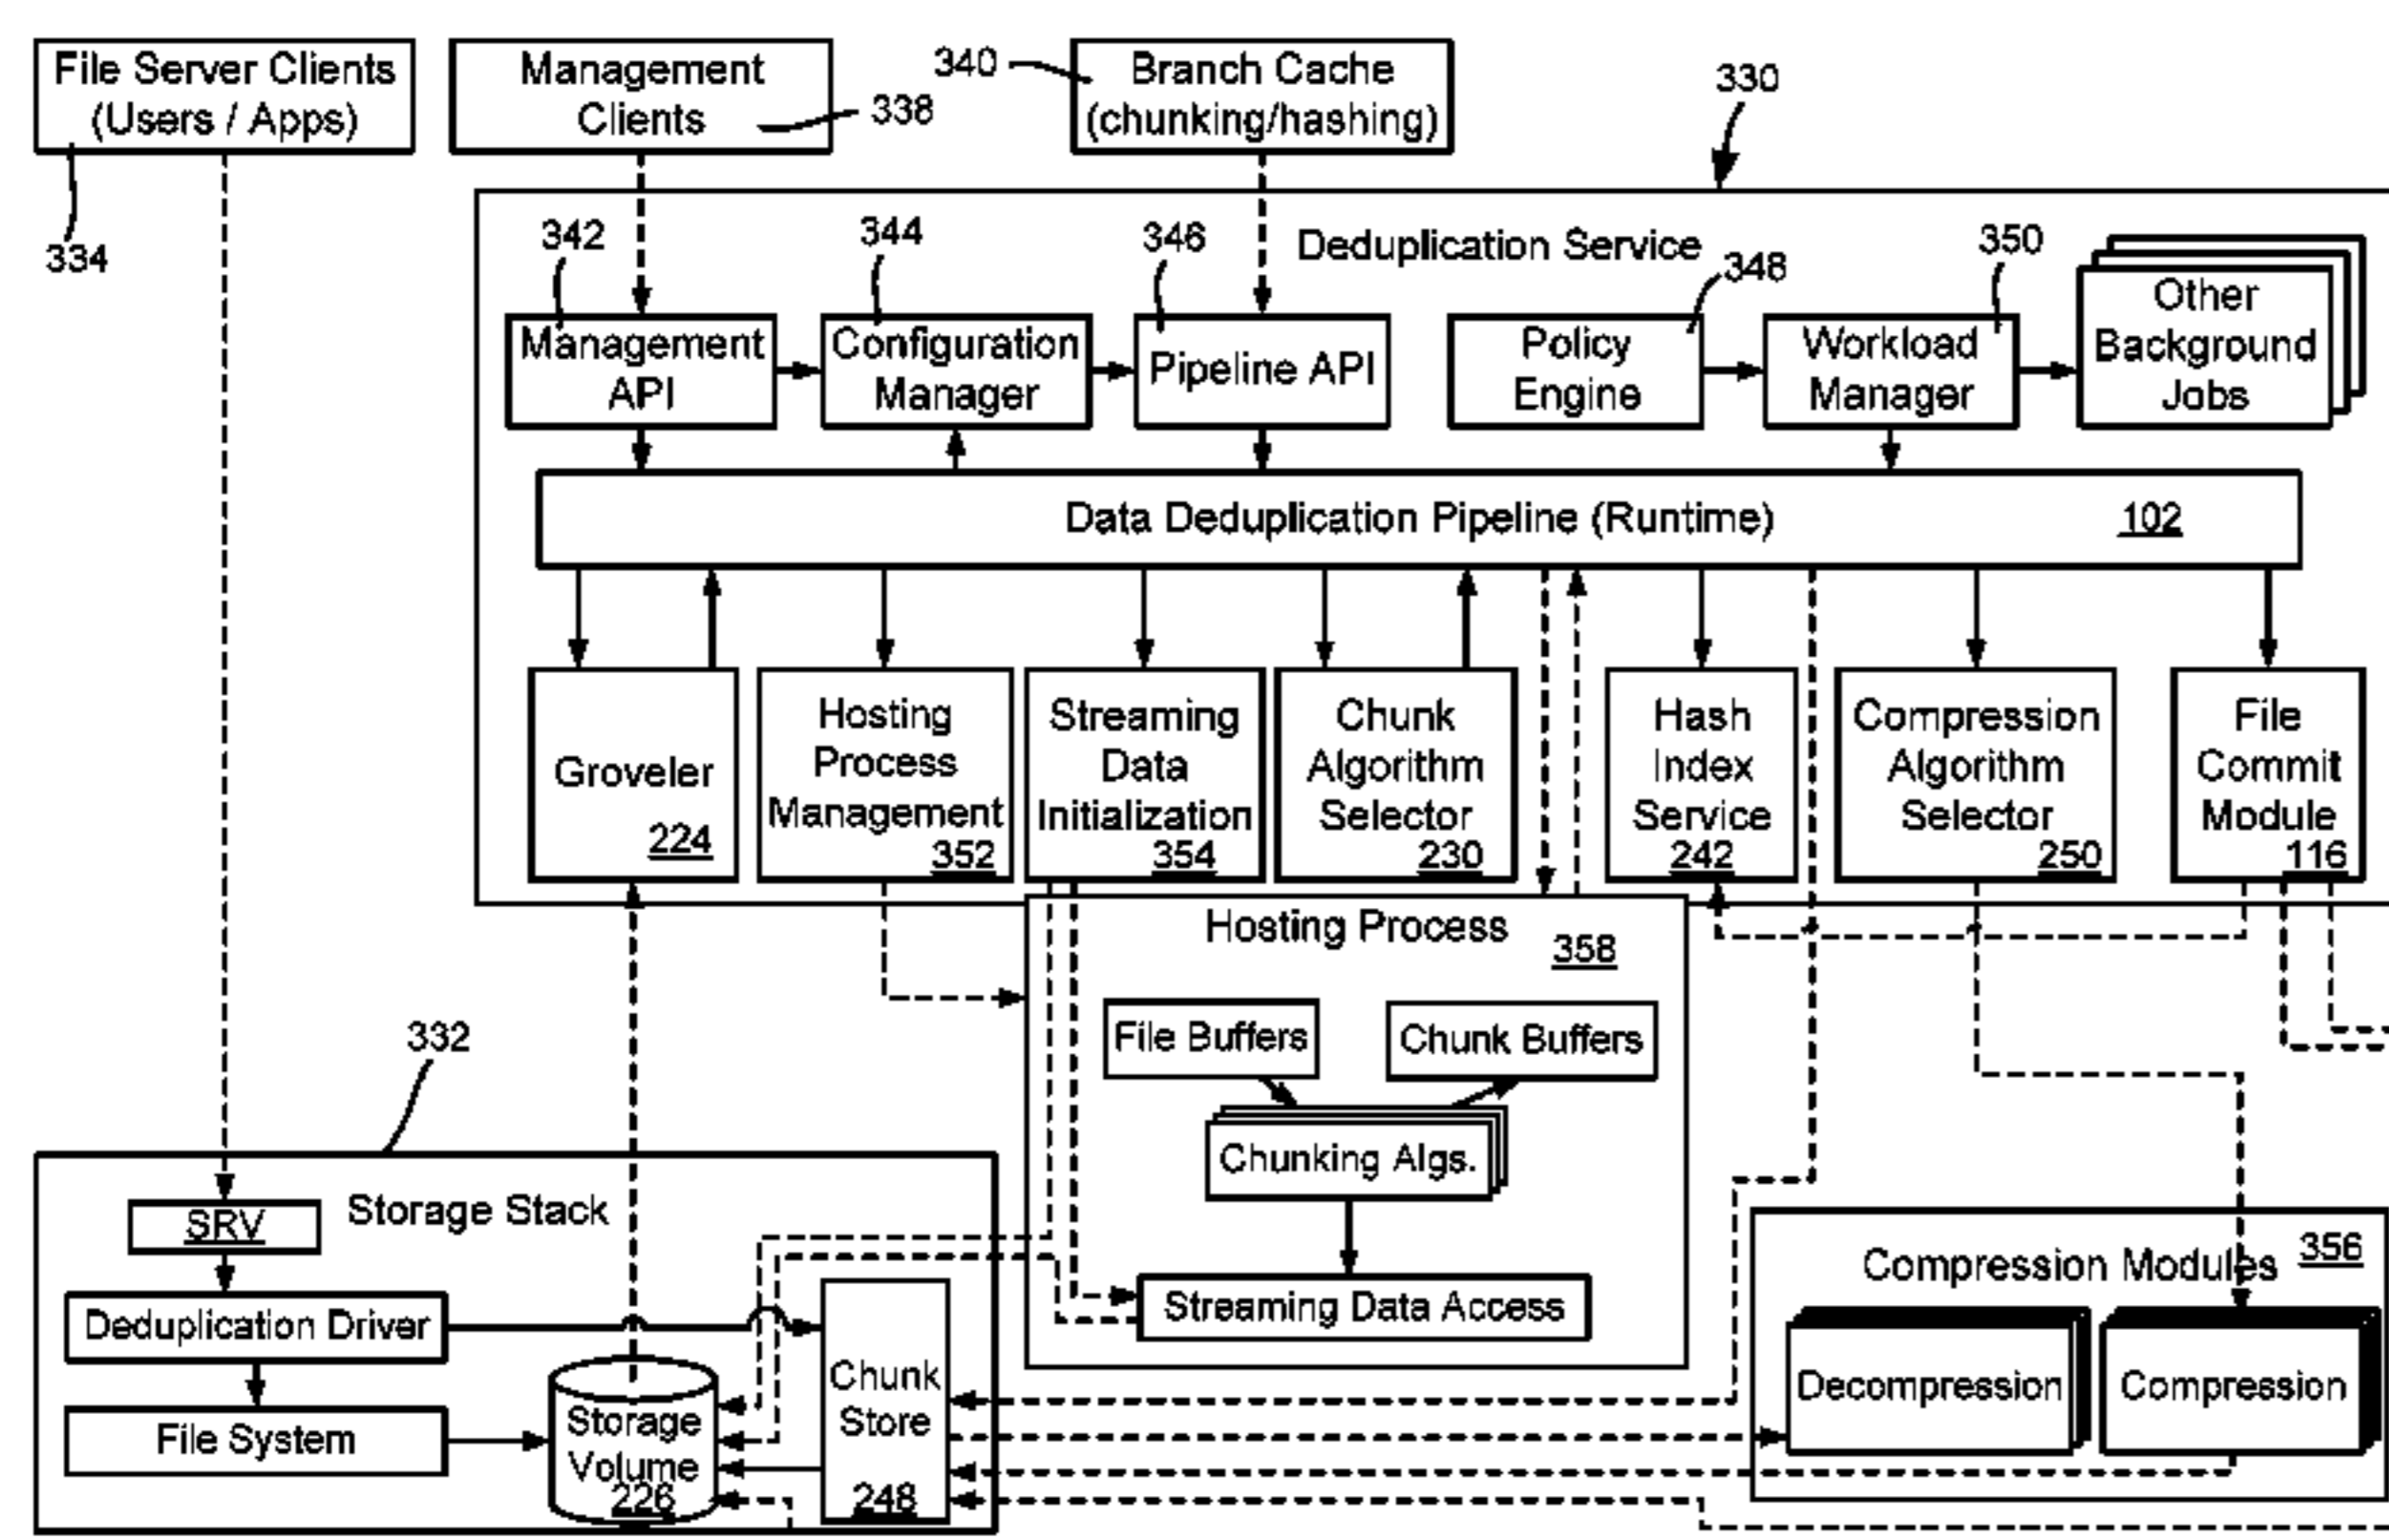 File Server Clients
(Users / Apps)
334
Management
Clients
338
340
Branch Cache
(chunking/hashing)
330
Deduplication Service
342
Management
API
344
Configuration
Manager
346
Pipeline API
348
Policy
Engine
350
Workload
Manager
Other
Background
Jobs
Data Deduplication Pipeline (Runtime)
102
Groveler
224
Hosting
Process
Management
352
Streaming
Data
Initialization
354
Chunk
Algorithm
Selector
230
Hash
Index
Service
242
Compression
Algorithm
Selector
250
File
Commit
Module
116
Hosting Process
358
File Buffers
Chunk Buffers
Chunking Algs.
Streaming Data Access
332
Storage Stack
SRV
Deduplication Driver
File System
Storage
Volume
226
Chunk
Store
248
Compression Modules
356
Decompression
Compression